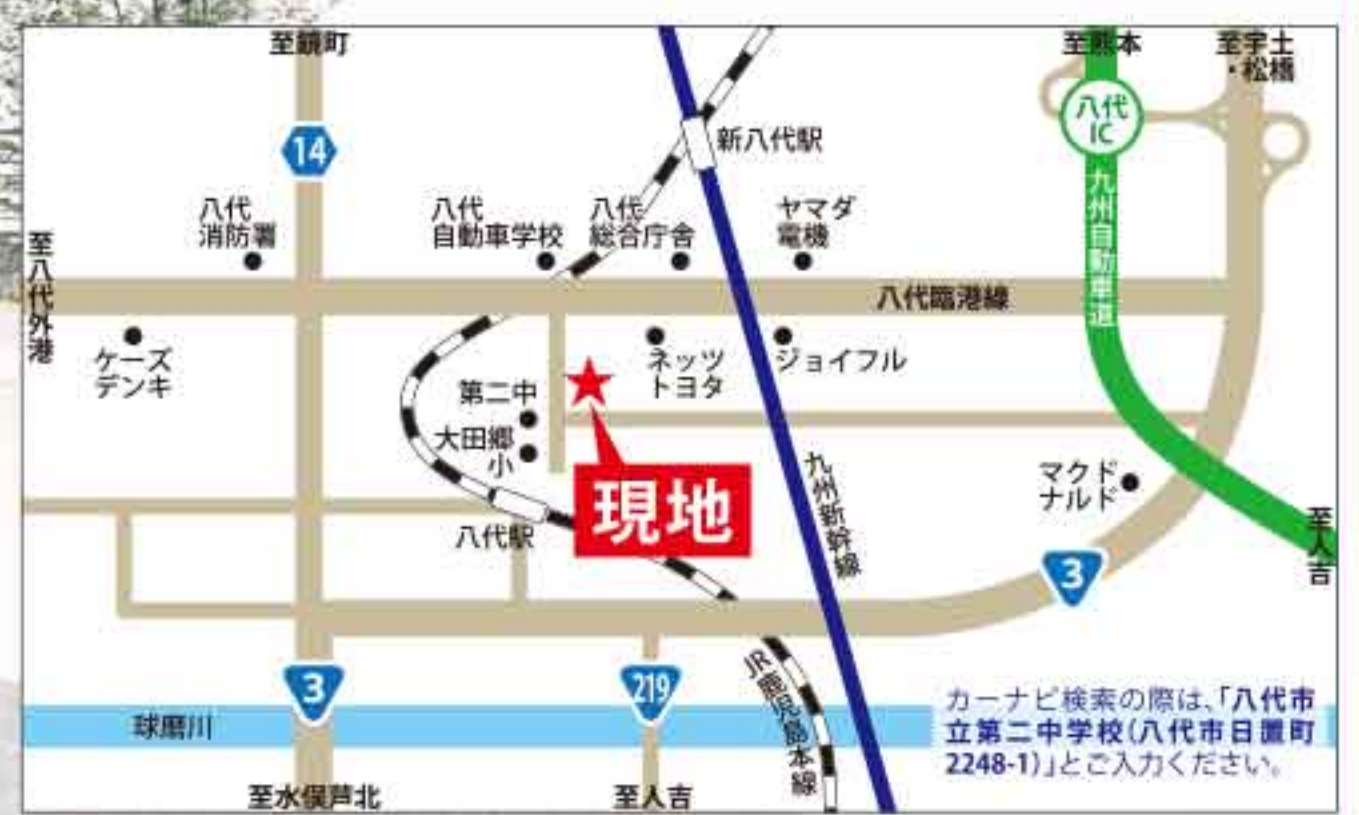 至鏡町
至熊本
至宇土
・松橋
14
八代
IC
新八代駅
八代
消防署
八代
自動車学校
八代
総合庁舎
ヤマダ
電機
九州自動車道
至八代外港
八代臨港線
ケーズ
デンキ
ネッツ
トヨタ
ジョイフル
第二中
大田郷
小
現地
マクド
ナルド
八代駅
九州新幹線
至人吉
3
3
219
JR鹿児島本線
球磨川
カーナビ検索の際は、「八代市
立第二中学校(八代市日置町
2248-1)」とご入力ください。
至水俣芦北
至人吉